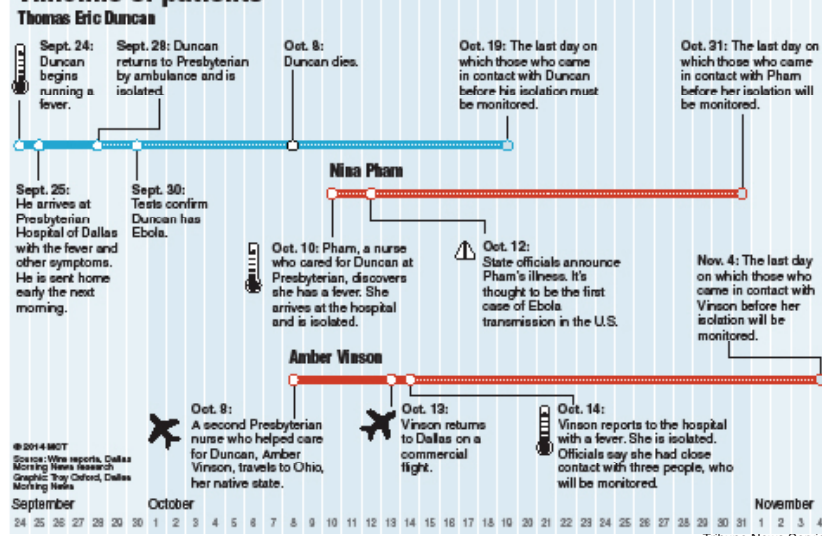 Thomas Eric Duncan
Sept. 24:
Duncan
begins
running a
fever.
Sept. 28: Duncan
returns to Presbyterian
by ambulance and is
isolated.
Oct. 8:
Duncan dies.
Oct. 19: The last day on
which those who came
in contact with Duncan
before his isolation must
be monitored.
Oct. 31: The last day on
which those who came
in contact with Pham
before her isolation will
be monitored.
Sept. 25:
He arrives at
Presbyterian
Hospital of Dallas
with the fever and
other symptoms.
He is sent home
early the next
morning.
Sept. 30:
Tests confirm
Duncan has
Ebola.
Nina Pham
Oct. 10: Pham, a nurse
who cared for Duncan at
Presbyterian, discovers
she has a fever. She
arrives at the hospital
and is isolated.
Oct. 12:
State officials announce
Pham's illness. It's
thought to be the first
case of Ebola
transmission in the U.S.
Nov. 4: The last day
on which those who
came in contact with
Vinson before her
isolation will be
monitored.
Amber Vinson
Oct. 8:
A second Presbyterian
nurse who helped care
for Duncan, Amber
Vinson, travels to Ohio,
her native state.
Oct. 13:
Vinson returns
to Dallas on a
commercial
flight.
Oct. 14:
Vinson reports to the hospital
with a fever. She is isolated.
Officials say she had close
contact with three people, who
will be monitored.
© 2014 MCT
Source: Wire reports, Dallas
Morning News research
Graphic: Troy Oxford, Dallas
Morning News
September October November
24 25 26 27 28 29 30 1 2 3 4 5 6 7 8 9 10 11 12 13 14 15 16 17 18 19 20 21 22 23 24 25 26 27 28 29 30 31 1 2 3 4